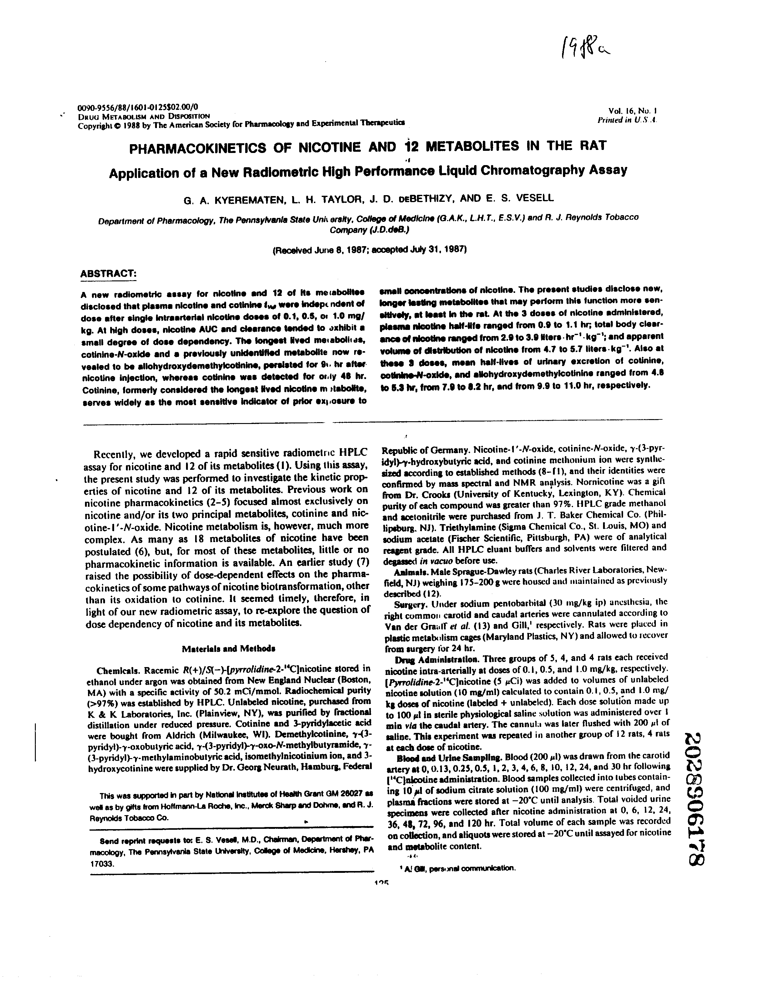 1988a
0090-9556/88/1601-0125$02.00/0
DRUG METABOLISM AND DISPOSITION
Copyright © 1988 by The American Society for Pharmacology and Experimental Therapeutics
Vol. 16, No. 1
Printed in U.S.A.
PHARMACOKINETICS OF NICOTINE AND 12 METABOLITES IN THE RAT
Application of a New Radiometric High Performance Liquid Chromatography Assay
G. A. KYEREMATEN, L. H. TAYLOR, J. D. DEBETHIZY, AND E. S. VESELL
Department of Pharmacology, The Pennsylvania State University, College of Medicine (G.A.K., L.H.T., E.S.V.) and R. J. Reynolds Tobacco
Company (J.D.deB.)
(Received June 8, 1987; accepted July 31, 1987)
ABSTRACT:
A new radiometric assay for nicotine and 12 of its metabolites
disclosed that plasma nicotine and cotinine t1/2 were independent of
dose after single intraarterial nicotine doses of 0.1, 0.5, or 1.0 mg/
kg. At high doses, nicotine AUC and clearance tended to exhibit a
small degree of dose dependency. The longest lived metabolites,
cotinine-N-oxide and a previously unidentified metabolite now re-
vealed to be allohydroxydemethylcotinine, persisted for 96 hr after
nicotine injection, whereas cotinine was detected for only 48 hr.
Cotinine, formerly considered the longest lived nicotine metabolite,
serves widely as the most sensitive indicator of prior exposure to
small concentrations of nicotine. The present studies disclose new,
longer lasting metabolites that may perform this function more sen-
sitively, at least in the rat. At the 3 doses of nicotine administered,
plasma nicotine half-life ranged from 0.9 to 1.1 hr; total body clear-
ance of nicotine ranged from 2.9 to 3.9 liters·hr⁻¹·kg⁻¹; and apparent
volume of distribution of nicotine from 4.7 to 5.7 liters·kg⁻¹. Also at
these 3 doses, mean half-lives of urinary excretion of cotinine,
cotinine-N-oxide, and allohydroxydemethylcotinine ranged from 4.8
to 5.3 hr, from 7.9 to 8.2 hr, and from 9.9 to 11.0 hr, respectively.
Recently, we developed a rapid sensitive radiometric HPLC
assay for nicotine and 12 of its metabolites (1). Using this assay,
the present study was performed to investigate the kinetic prop-
erties of nicotine and 12 of its metabolites. Previous work on
nicotine pharmacokinetics (2–5) focused almost exclusively on
nicotine and/or its two principal metabolites, cotinine and nic-
otine-1′-N-oxide. Nicotine metabolism is, however, much more
complex. As many as 18 metabolites of nicotine have been
postulated (6), but, for most of these metabolites, little or no
pharmacokinetic information is available. An earlier study (7)
raised the possibility of dose-dependent effects on the pharma-
cokinetics of some pathways of nicotine biotransformation, other
than its oxidation to cotinine. It seemed timely, therefore, in
light of our new radiometric assay, to re-explore the question of
dose dependency of nicotine and its metabolites.
Materials and Methods
Chemicals. Racemic R(+)/S(−)-[pyrrolidine-2-¹⁴C]nicotine stored in
ethanol under argon was obtained from New England Nuclear (Boston,
MA) with a specific activity of 50.2 mCi/mmol. Radiochemical purity
(>97%) was established by HPLC. Unlabeled nicotine, purchased from
K & K Laboratories, Inc. (Plainview, NY), was purified by fractional
distillation under reduced pressure. Cotinine and 3-pyridylacetic acid
were bought from Aldrich (Milwaukee, WI). Demethylcotinine, γ-(3-
pyridyl)-γ-oxobutyric acid, γ-(3-pyridyl)-γ-oxo-N-methylbutyramide, γ-
(3-pyridyl)-γ-methylaminobutyric acid, isomethylnicotinium ion, and 3-
hydroxycotinine were supplied by Dr. Georg Neurath, Hamburg, Federal
This was supported in part by National Institutes of Health Grant GM 26027 as
well as by gifts from Hoffmann-La Roche, Inc., Merck Sharp and Dohme, and R. J.
Reynolds Tobacco Co.
Send reprint requests to: E. S. Vesell, M.D., Chairman, Department of Phar-
macology, The Pennsylvania State University, College of Medicine, Hershey, PA
17033.
Republic of Germany. Nicotine-1′-N-oxide, cotinine-N-oxide, γ-(3-pyr-
idyl)-γ-hydroxybutyric acid, and cotinine methonium ion were synthe-
sized according to established methods (8–11), and their identities were
confirmed by mass spectral and NMR analysis. Nornicotine was a gift
from Dr. Crooks (University of Kentucky, Lexington, KY). Chemical
purity of each compound was greater than 97%. HPLC grade methanol
and acetonitrile were purchased from J. T. Baker Chemical Co. (Phil-
lipsburg, NJ). Triethylamine (Sigma Chemical Co., St. Louis, MO) and
sodium acetate (Fischer Scientific, Pittsburgh, PA) were of analytical
reagent grade. All HPLC eluant buffers and solvents were filtered and
degassed in vacuo before use.
Animals. Male Sprague-Dawley rats (Charles River Laboratories, New-
field, NJ) weighing 175–200 g were housed and maintained as previously
described (12).
Surgery. Under sodium pentobarbital (30 mg/kg ip) anesthesia, the
right common carotid and caudal arteries were cannulated according to
Van der Graaff et al. (13) and Gill,¹ respectively. Rats were placed in
plastic metabolism cages (Maryland Plastics, NY) and allowed to recover
from surgery for 24 hr.
Drug Administration. Three groups of 5, 4, and 4 rats each received
nicotine intra-arterially at doses of 0.1, 0.5, and 1.0 mg/kg, respectively.
[Pyrrolidine-2-¹⁴C]nicotine (5 μCi) was added to volumes of unlabeled
nicotine solution (10 mg/ml) calculated to contain 0.1, 0.5, and 1.0 mg/
kg doses of nicotine (labeled + unlabeled). Each dose solution made up
to 100 μl in sterile physiological saline solution was administered over 1
min via the caudal artery. The cannula was later flushed with 200 μl of
saline. This experiment was repeated in another group of 12 rats, 4 rats
at each dose of nicotine.
Blood and Urine Sampling. Blood (200 μl) was drawn from the carotid
artery at 0, 0.13, 0.25, 0.5, 1, 2, 3, 4, 6, 8, 10, 12, 24, and 30 hr following
[¹⁴C]nicotine administration. Blood samples collected into tubes contain-
ing 10 μl of sodium citrate solution (100 mg/ml) were centrifuged, and
plasma fractions were stored at −20°C until analysis. Total voided urine
specimens were collected after nicotine administration at 0, 6, 12, 24,
36, 48, 72, 96, and 120 hr. Total volume of each sample was recorded
on collection, and aliquots were stored at −20°C until assayed for nicotine
and metabolite content.
¹ A. Gill, personal communication.
125
2028906178